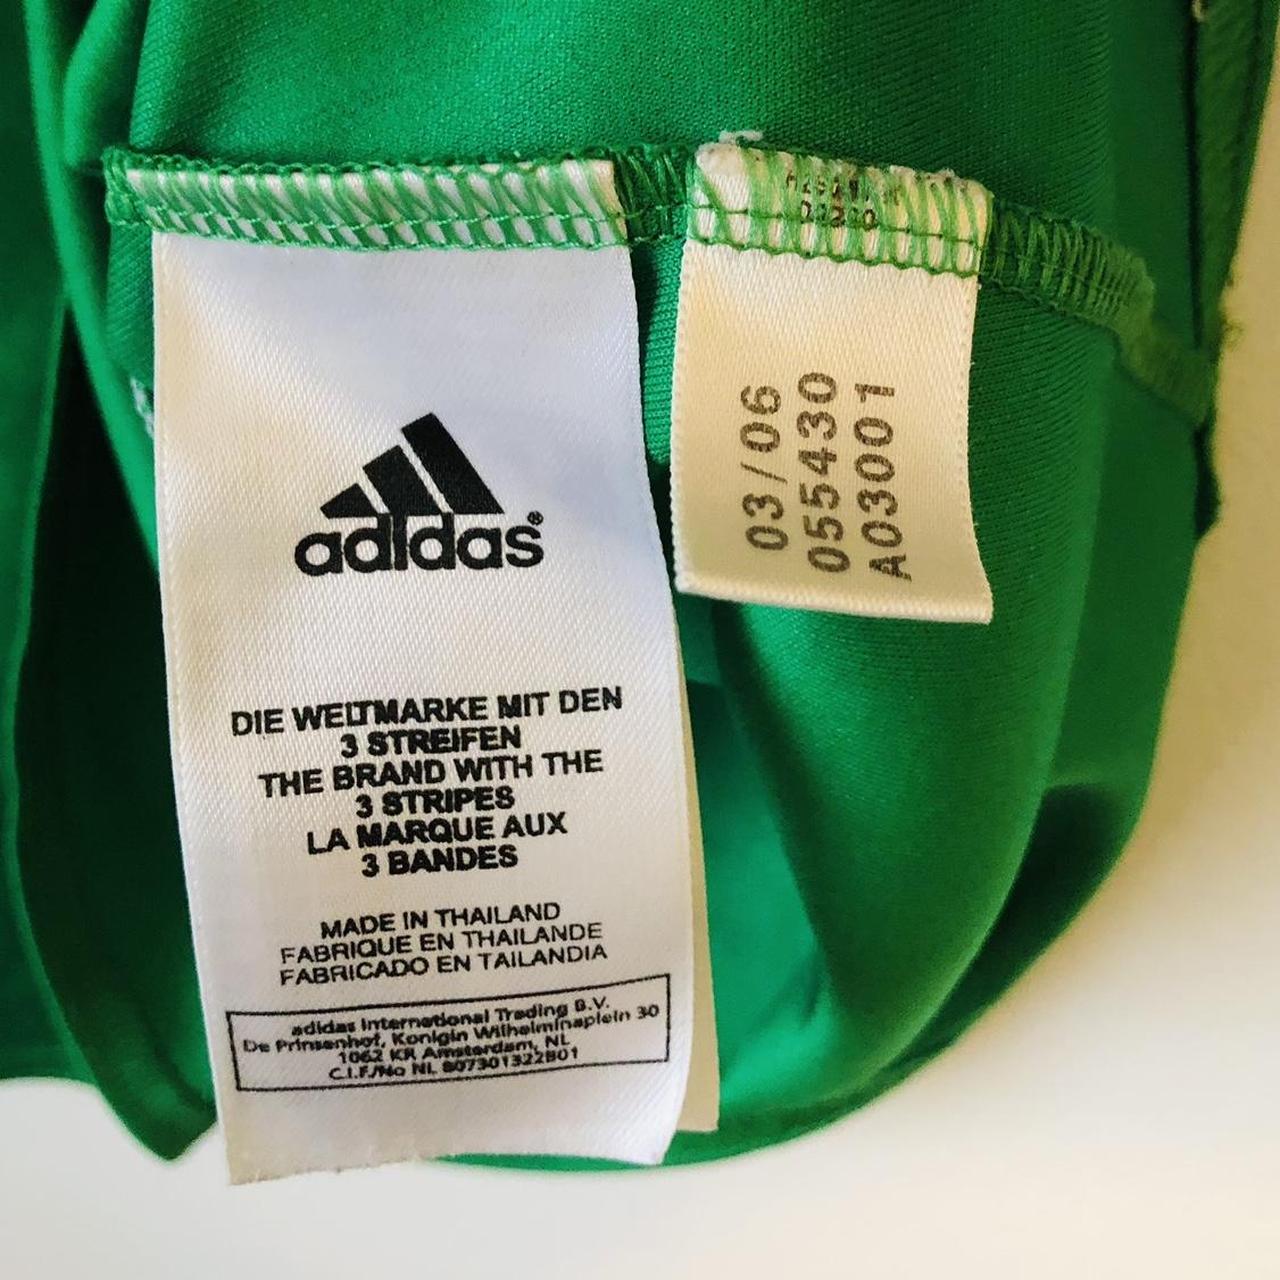 adidas®
DIE WELTMARKE MIT DEN
3 STREIFEN
THE BRAND WITH THE
3 STRIPES
LA MARQUE AUX
3 BANDES
MADE IN THAILAND
FABRIQUE EN THAILANDE
FABRICADO EN TAILANDIA
adidas International Trading B.V.
De Prinsenhof, Konigin Wilhelminaplein 30
1062 KR Amsterdam, NL
C.I.F./No NL 807301322B01
03/06
055430
A03001